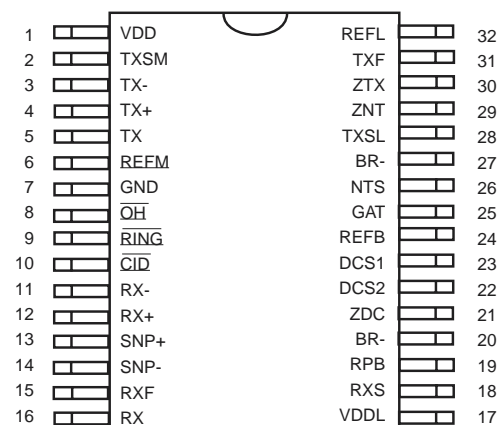 1 VDD REFL 32
2 TXSM TXF 31
3 TX- ZTX 30
4 TX+ ZNT 29
5 TX TXSL 28
6 REFM BR- 27
7 GND NTS 26
8 OH GAT 25
9 RING REFB 24
10 CID DCS1 23
11 RX- DCS2 22
12 RX+ ZDC 21
13 SNP+ BR- 20
14 SNP- RPB 19
15 RXF RXS 18
16 RX VDDL 17